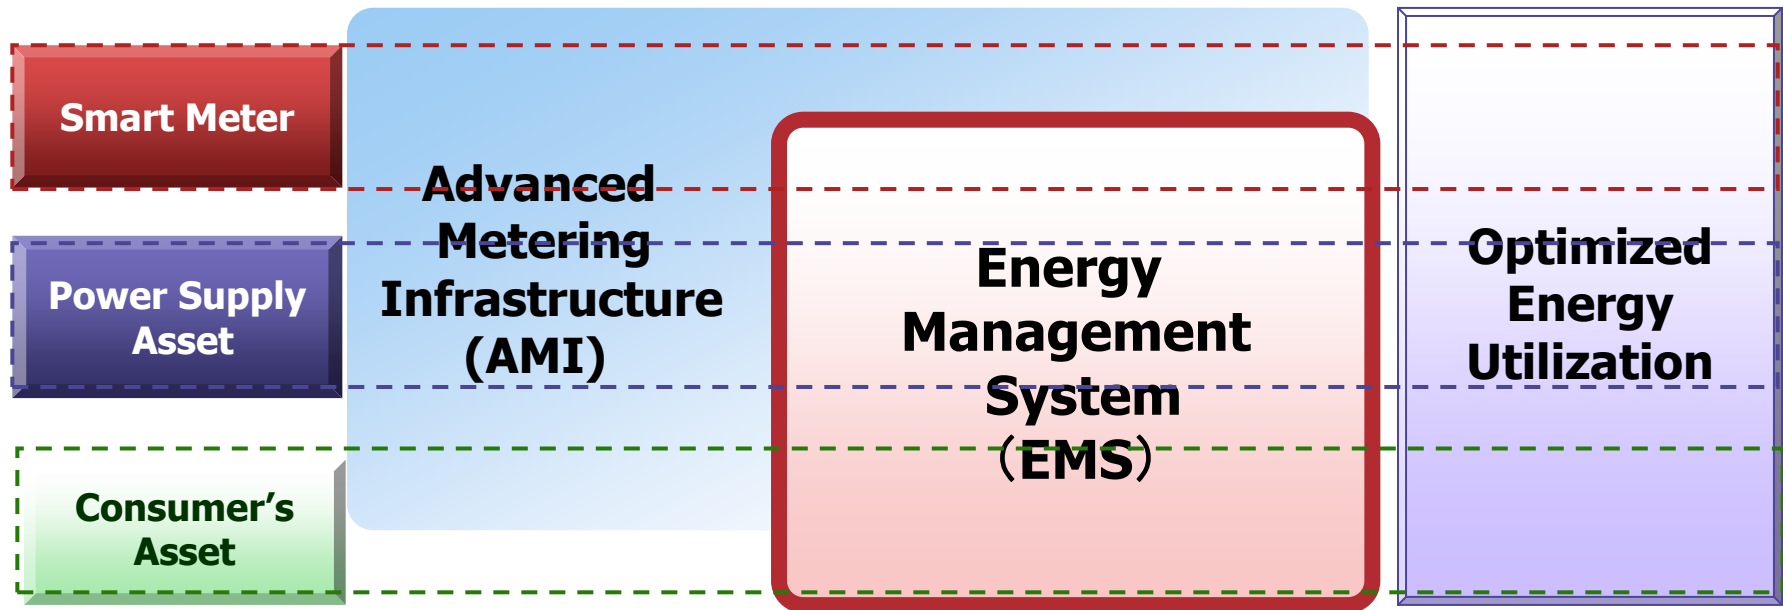 Smart Meter
Power Supply
Asset
Consumer’s
Asset
Advanced
Metering
Infrastructure
(AMI)
Energy
Management
System
（EMS）
Optimized
Energy
Utilization